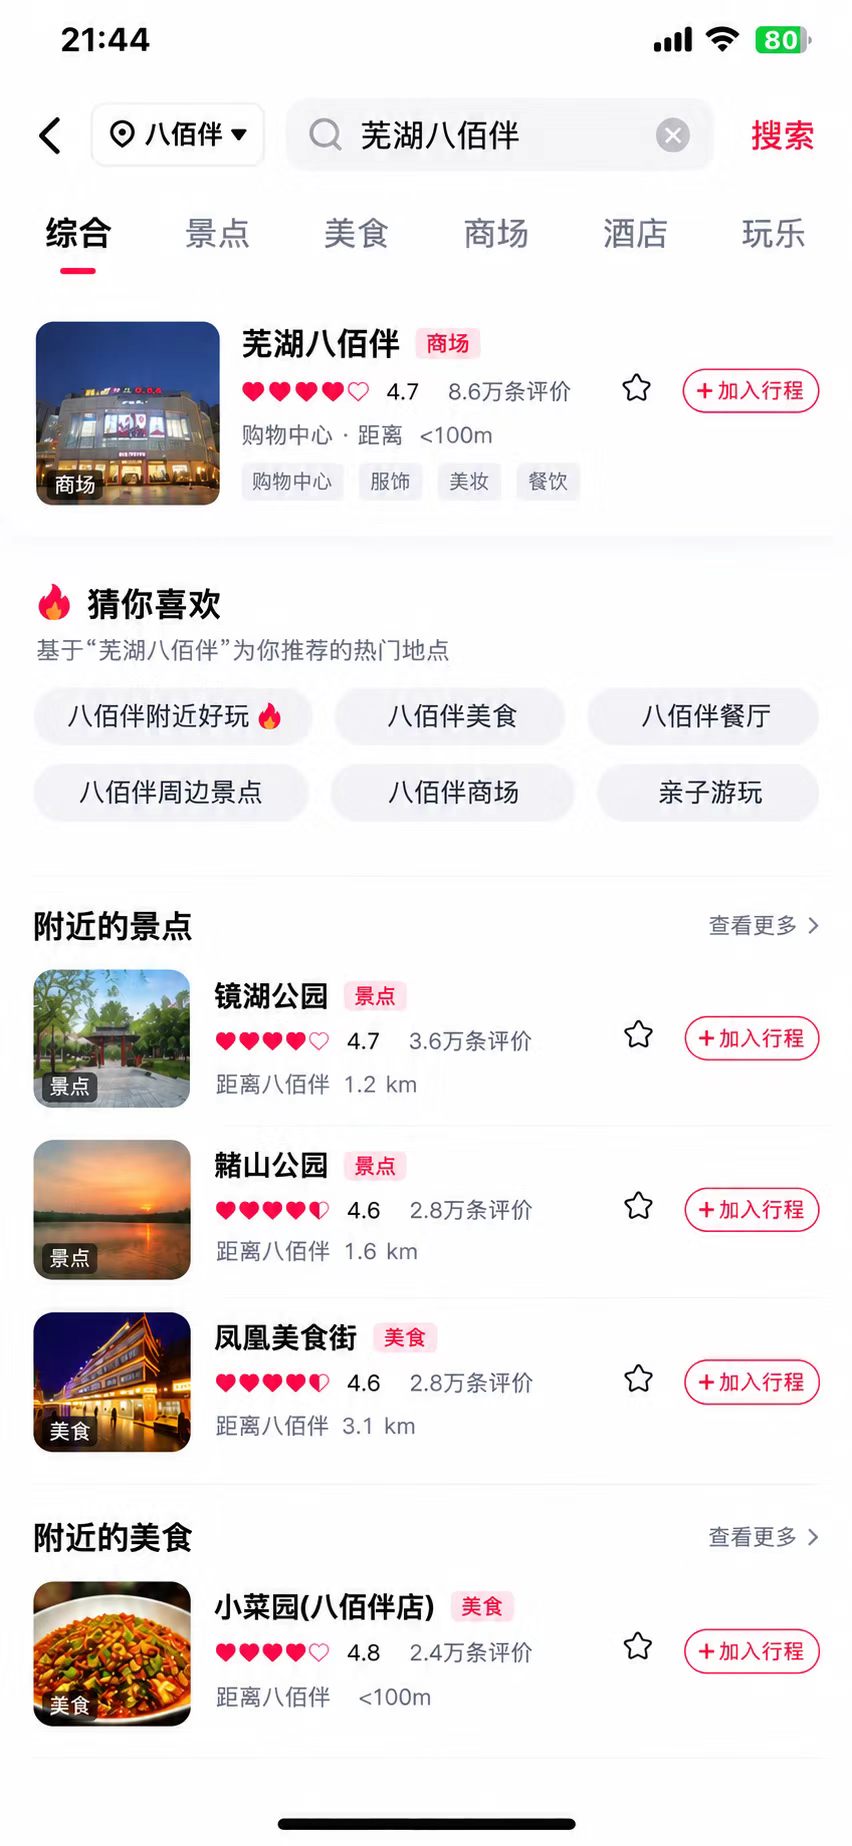 21:44
80
八佰伴
芜湖八佰伴
搜索
综合 景点 美食 商场 酒店 玩乐
芜湖八佰伴 商场
4.7 8.6万条评价
+加入行程
购物中心 · 距离 <100m
购物中心 服饰 美妆 餐饮
商场
猜你喜欢
基于“芜湖八佰伴”为你推荐的热门地点
八佰伴附近好玩 八佰伴美食 八佰伴餐厅
八佰伴周边景点 八佰伴商场 亲子游玩
附近的景点 查看更多
镜湖公园 景点
4.7 3.6万条评价
+加入行程
距离八佰伴 1.2 km
景点
赭山公园 景点
4.6 2.8万条评价
+加入行程
距离八佰伴 1.6 km
景点
凤凰美食街 美食
4.6 2.8万条评价
+加入行程
距离八佰伴 3.1 km
美食
附近的美食 查看更多
小菜园(八佰伴店) 美食
4.8 2.4万条评价
+加入行程
距离八佰伴 <100m
美食